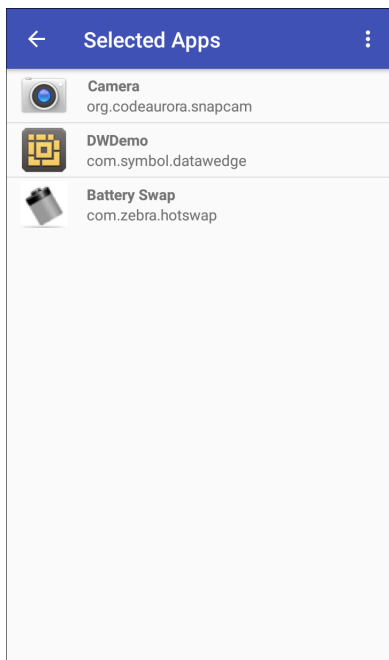 Selected Apps
Camera
org.codeaurora.snapcam
DWDemo
com.symbol.datawedge
Battery Swap
com.zebra.hotswap